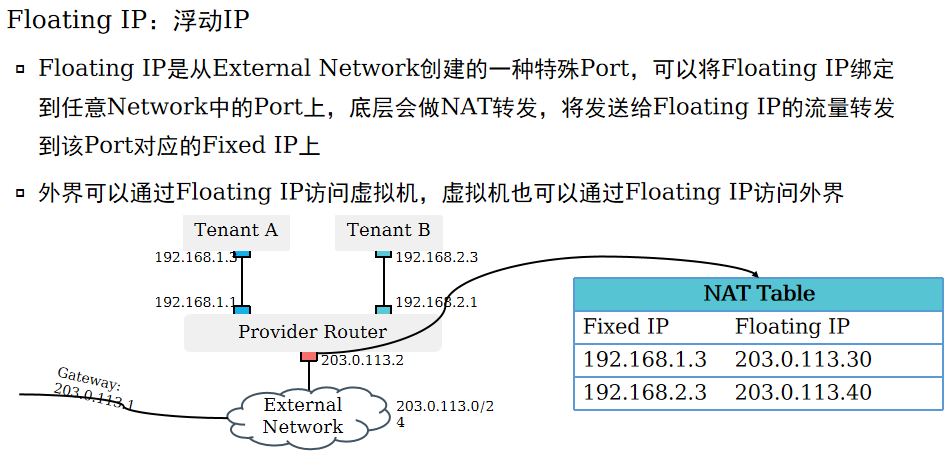 Floating IP：浮动IP
Floating IP是从External Network创建的一种特殊Port，可以将Floating IP绑定
到任意Network中的Port上，底层会做NAT转发，将发送给Floating IP的流量转发
到该Port对应的Fixed IP上
外界可以通过Floating IP访问虚拟机，虚拟机也可以通过Floating IP访问外界
Tenant A
Tenant B
192.168.1.3
192.168.2.3
192.168.1.1
192.168.2.1
Provider Router
203.0.113.2
Gateway:
203.0.113.1
External
Network
203.0.113.0/2
4
NAT Table
Fixed IP Floating IP
192.168.1.3 203.0.113.30
192.168.2.3 203.0.113.40